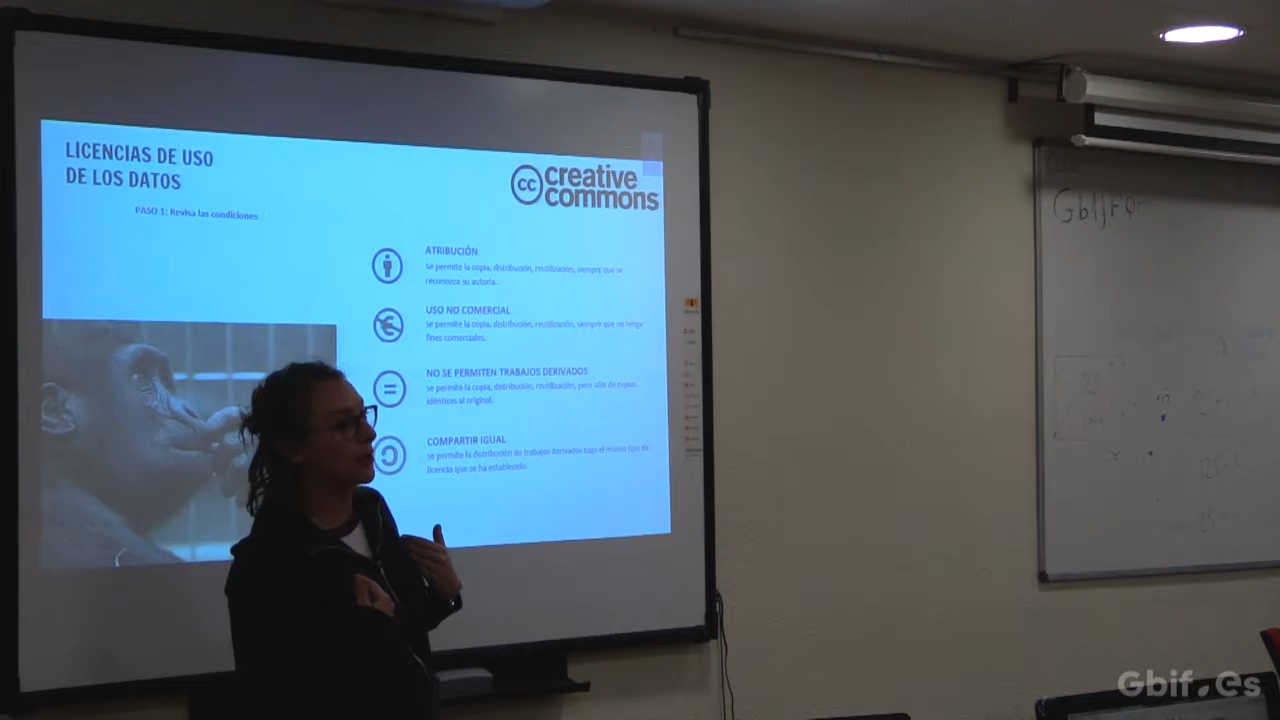 LICENCIAS DE USO
DE LOS DATOS
PASO 1: Revisa las condiciones
cc creative
commons
ATRIBUCIÓN
se permite la copia, distribución, reutilización, siempre que se
reconozca su autoria.
USO NO COMERCIAL
se permite la copia, distribución, reutilización, siempre que no tenga
fines comerciales.
NO SE PERMITEN TRABAJOS DERIVADOS
se permite la copia, distribución, reutilización, pero sólo de copias
idénticas al original.
COMPARTIR IGUAL
se permite la distribución de trabajos derivados bajo el mismo tipo de
licencia que se ha establecido.
Gbif.es